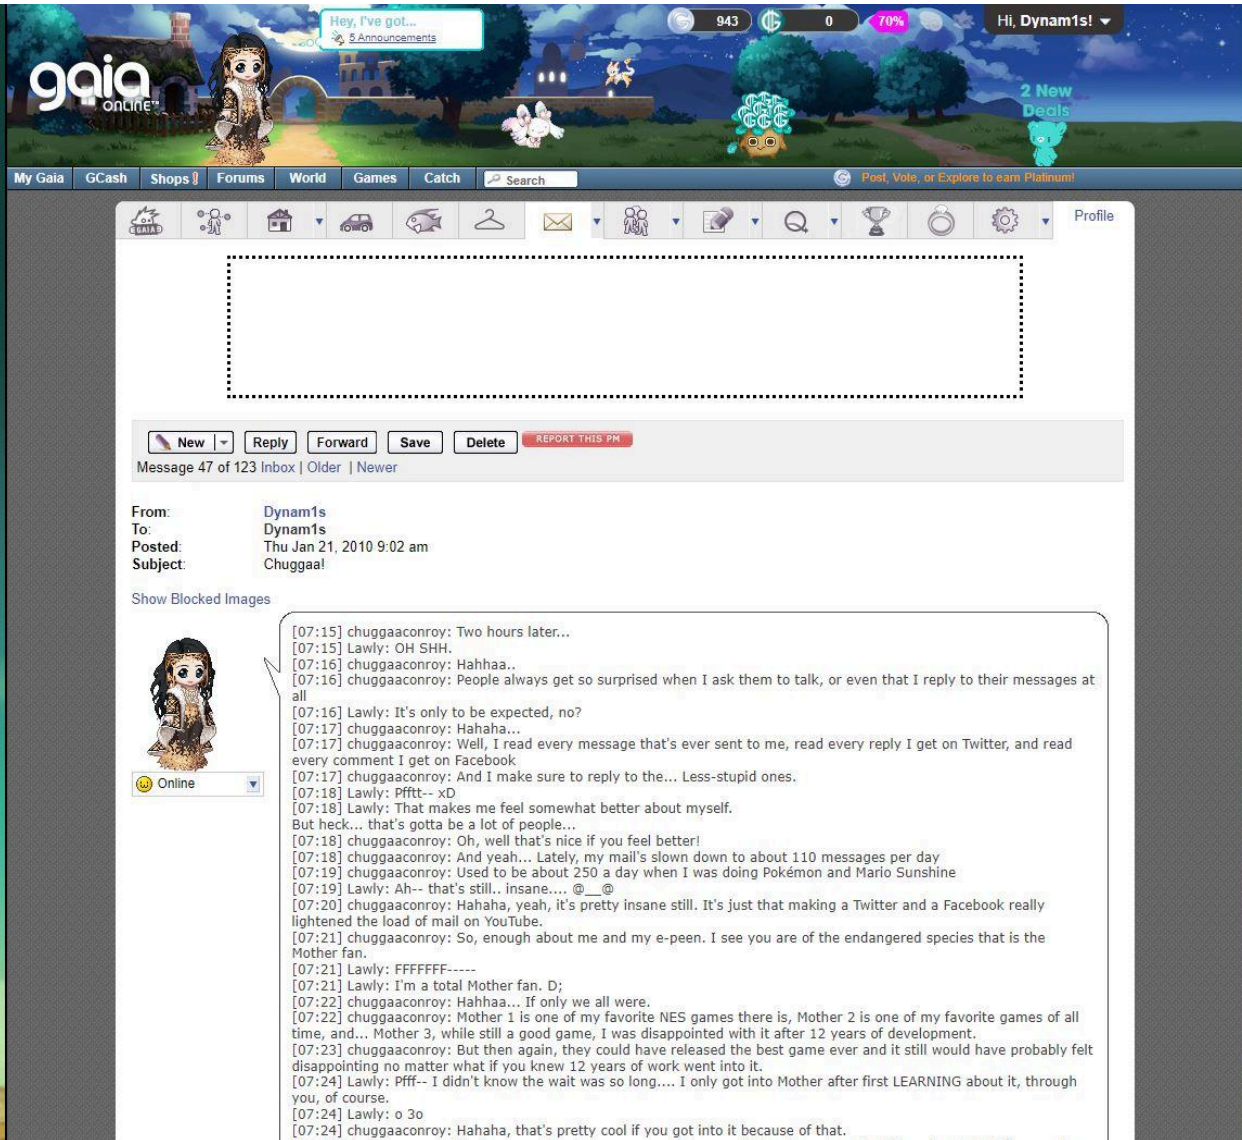 Hey, I've got...
5 Announcements
943
0
70%
Hi, Dynam1s!
gaia
ONLINE™
2 New
Deals
My Gaia GCash Shops! Forums World Games Catch Search Post, Vote, or Explore to earn Platinum!
GAIA
Profile
New Reply Forward Save Delete REPORT THIS PM
Message 47 of 123 Inbox | Older | Newer
From: Dynam1s
To: Dynam1s
Posted: Thu Jan 21, 2010 9:02 am
Subject: Chuggaa!
Show Blocked Images
Online
[07:15] chuggaaconroy: Two hours later...
[07:15] Lawly: OH SHH.
[07:16] chuggaaconroy: Hahhaa..
[07:16] chuggaaconroy: People always get so surprised when I ask them to talk, or even that I reply to their messages at
all
[07:16] Lawly: It's only to be expected, no?
[07:17] chuggaaconroy: Hahaha...
[07:17] chuggaaconroy: Well, I read every message that's ever sent to me, read every reply I get on Twitter, and read
every comment I get on Facebook
[07:17] chuggaaconroy: And I make sure to reply to the... Less-stupid ones.
[07:18] Lawly: Pfftt-- xD
[07:18] Lawly: That makes me feel somewhat better about myself.
But heck... that's gotta be a lot of people...
[07:18] chuggaaconroy: Oh, well that's nice if you feel better!
[07:18] chuggaaconroy: And yeah... Lately, my mail's slown down to about 110 messages per day
[07:19] chuggaaconroy: Used to be about 250 a day when I was doing Pokémon and Mario Sunshine
[07:19] Lawly: Ah-- that's still.. insane.... @__@
[07:20] chuggaaconroy: Hahaha, yeah, it's pretty insane still. It's just that making a Twitter and a Facebook really
lightened the load of mail on YouTube.
[07:21] chuggaaconroy: So, enough about me and my e-peen. I see you are of the endangered species that is the
Mother fan.
[07:21] Lawly: FFFFFFF-----
[07:21] Lawly: I'm a total Mother fan. D;
[07:22] chuggaaconroy: Hahhaa... If only we all were.
[07:22] chuggaaconroy: Mother 1 is one of my favorite NES games there is, Mother 2 is one of my favorite games of all
time, and... Mother 3, while still a good game, I was disappointed with it after 12 years of development.
[07:23] chuggaaconroy: But then again, they could have released the best game ever and it still would have probably felt
disappointing no matter what if you knew 12 years of work went into it.
[07:24] Lawly: Pfff-- I didn't know the wait was so long.... I only got into Mother after first LEARNING about it, through
you, of course.
[07:24] Lawly: o 3o
[07:24] chuggaaconroy: Hahaha, that's pretty cool if you got into it because of that.